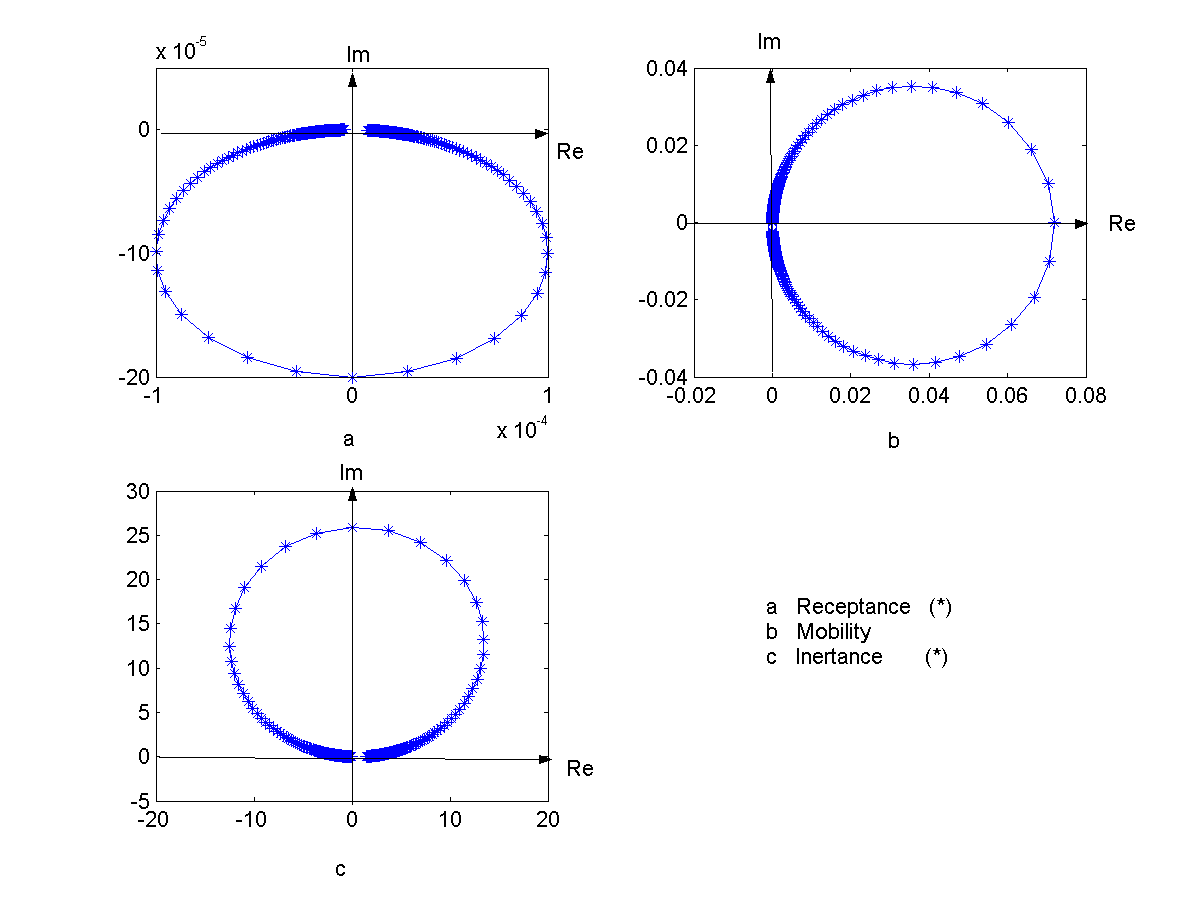 x 10-5
Im
0
-10
-20
-1
0
1
x 10-4
Re
a
Im
0.04
0.02
0
-0.02
-0.04
-0.02
0
0.02
0.04
0.06
0.08
Re
b
Im
30
25
20
15
10
5
0
-5
-20
-10
0
10
20
Re
c
a Receptance (*)
b Mobility
c Inertance (*)